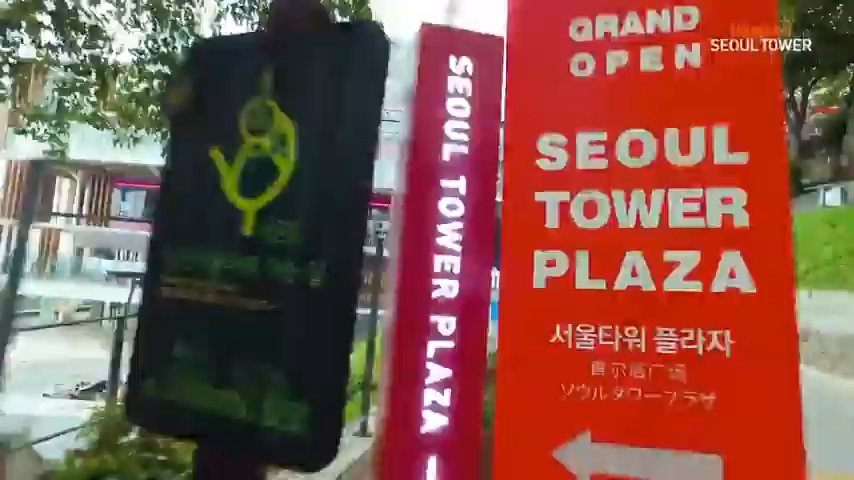 SEOUL TOWER
SEOUL TOWER PLAZA
GRAND
OPEN
SEOUL
TOWER
PLAZA
서울타워 플라자
首尔塔广场
ソウルタワープラザ